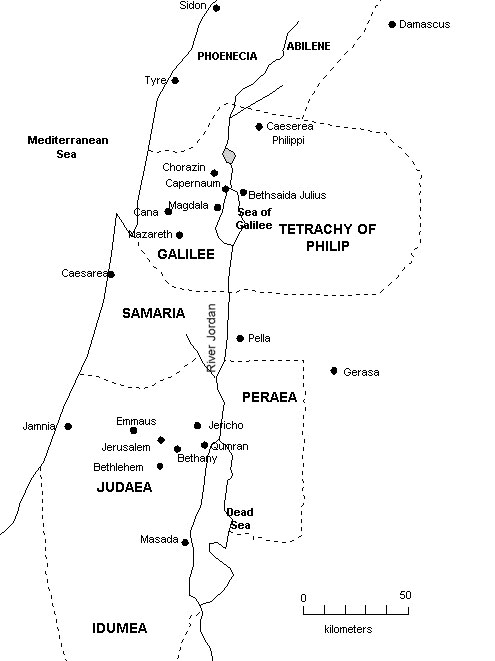 Sidon
Damascus
ABILENE
PHOENECIA
Tyre
Caeserea
Philippi
Mediterranean
Sea
Chorazin
Capernaum
Bethsaida Julius
Magdala
Cana
Sea of
Galilee
TETRACHY OF
PHILIP
Nazareth
GALILEE
Caesarea
SAMARIA
River Jordan
Pella
Gerasa
PERAEA
Jamnia
Emmaus
Jericho
Jerusalem
Qumran
Bethany
Bethlehem
JUDAEA
Dead
Sea
Masada
0
50
kilometers
IDUMEA